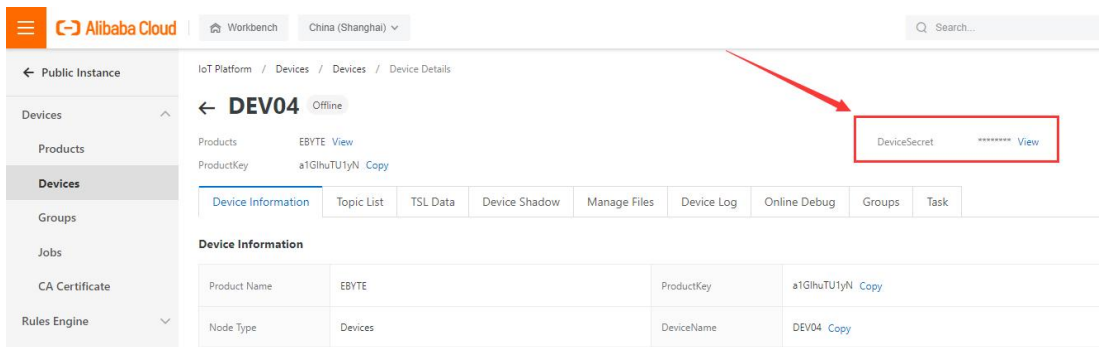 Alibaba Cloud Workbench China (Shanghai) Search...
Public Instance
IoT Platform / Devices / Devices / Device Details
Devices
DEV04 Offline
Products
Products EBYTE View
DeviceSecret ******** View
ProductKey a1GlhuTU1yN Copy
Devices
Device Information Topic List TSL Data Device Shadow Manage Files Device Log Online Debug Groups Task
Groups
Jobs
Device Information
CA Certificate
Product Name EBYTE ProductKey a1GlhuTU1yN Copy
Rules Engine
Node Type Devices DeviceName DEV04 Copy